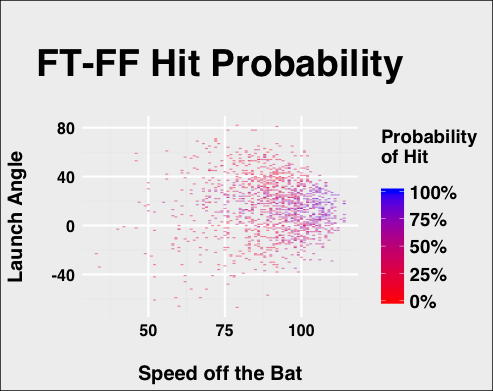 FT-FF Hit Probability
Launch Angle
80
40
0
-40
50
75
100
Speed off the Bat
Probability
of Hit
100%
75%
50%
25%
0%